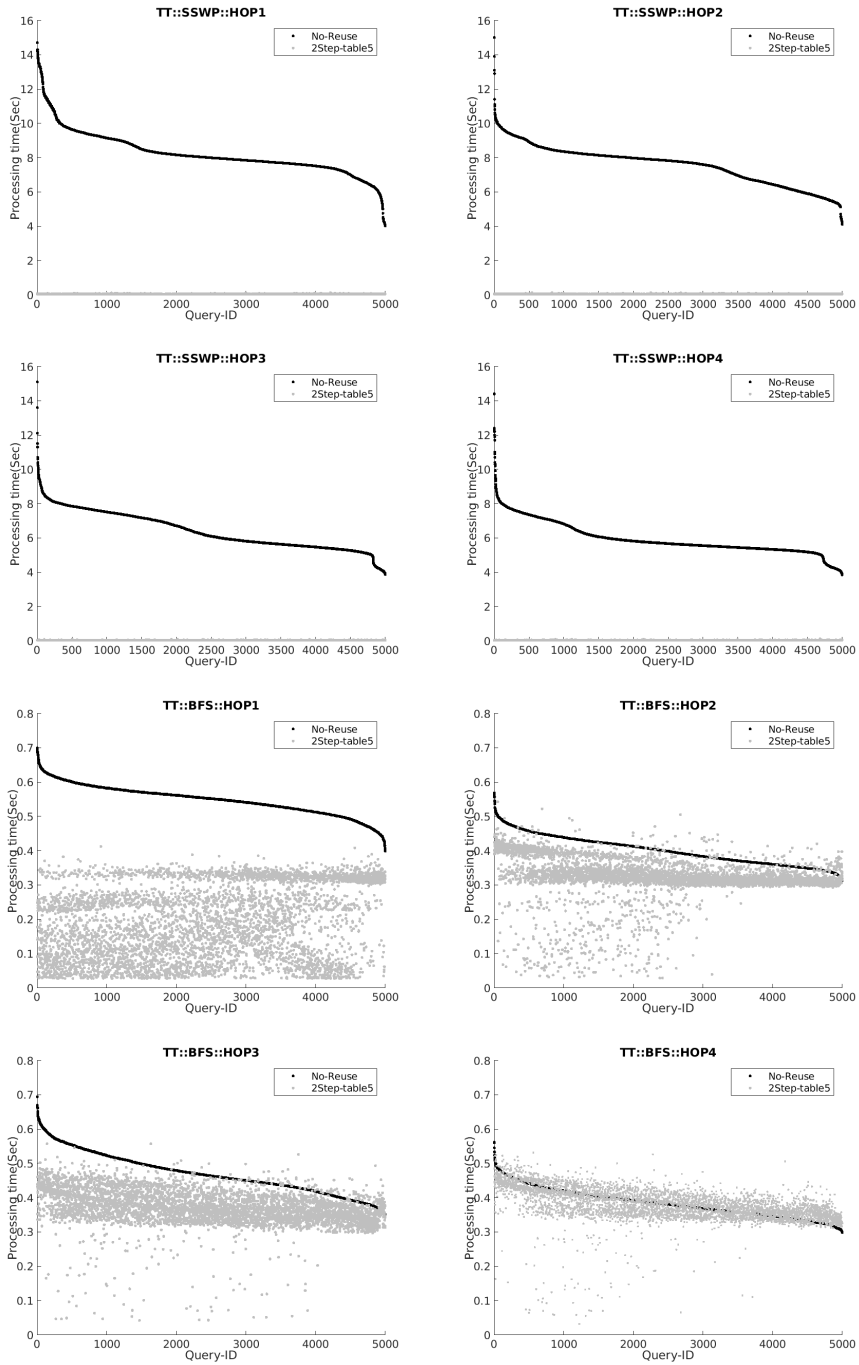 TT::SSWP::HOP1
No-Reuse
2Step-table5
Processing time(Sec)
16
14
12
10
8
6
4
2
0
0 1000 2000 3000 4000 5000
Query-ID
TT::SSWP::HOP2
No-Reuse
2Step-table5
Processing time(Sec)
16
14
12
10
8
6
4
2
0
0 500 1000 1500 2000 2500 3000 3500 4000 4500 5000
Query-ID
TT::SSWP::HOP3
No-Reuse
2Step-table5
Processing time(Sec)
16
14
12
10
8
6
4
2
0
0 500 1000 1500 2000 2500 3000 3500 4000 4500 5000
Query-ID
TT::SSWP::HOP4
No-Reuse
2Step-table5
Processing time(Sec)
16
14
12
10
8
6
4
2
0
0 500 1000 1500 2000 2500 3000 3500 4000 4500 5000
Query-ID
TT::BFS::HOP1
No-Reuse
2Step-table5
Processing time(Sec)
0.8
0.7
0.6
0.5
0.4
0.3
0.2
0.1
0
0 1000 2000 3000 4000 5000
Query-ID
TT::BFS::HOP2
No-Reuse
2Step-table5
Processing time(Sec)
0.8
0.7
0.6
0.5
0.4
0.3
0.2
0.1
0
0 1000 2000 3000 4000 5000
Query-ID
TT::BFS::HOP3
No-Reuse
2Step-table5
Processing time(Sec)
0.8
0.7
0.6
0.5
0.4
0.3
0.2
0.1
0
0 1000 2000 3000 4000 5000
Query-ID
TT::BFS::HOP4
No-Reuse
2Step-table5
Processing time(Sec)
0.8
0.7
0.6
0.5
0.4
0.3
0.2
0.1
0
0 500 1000 1500 2000 2500 3000 3500 4000 4500 5000
Query-ID